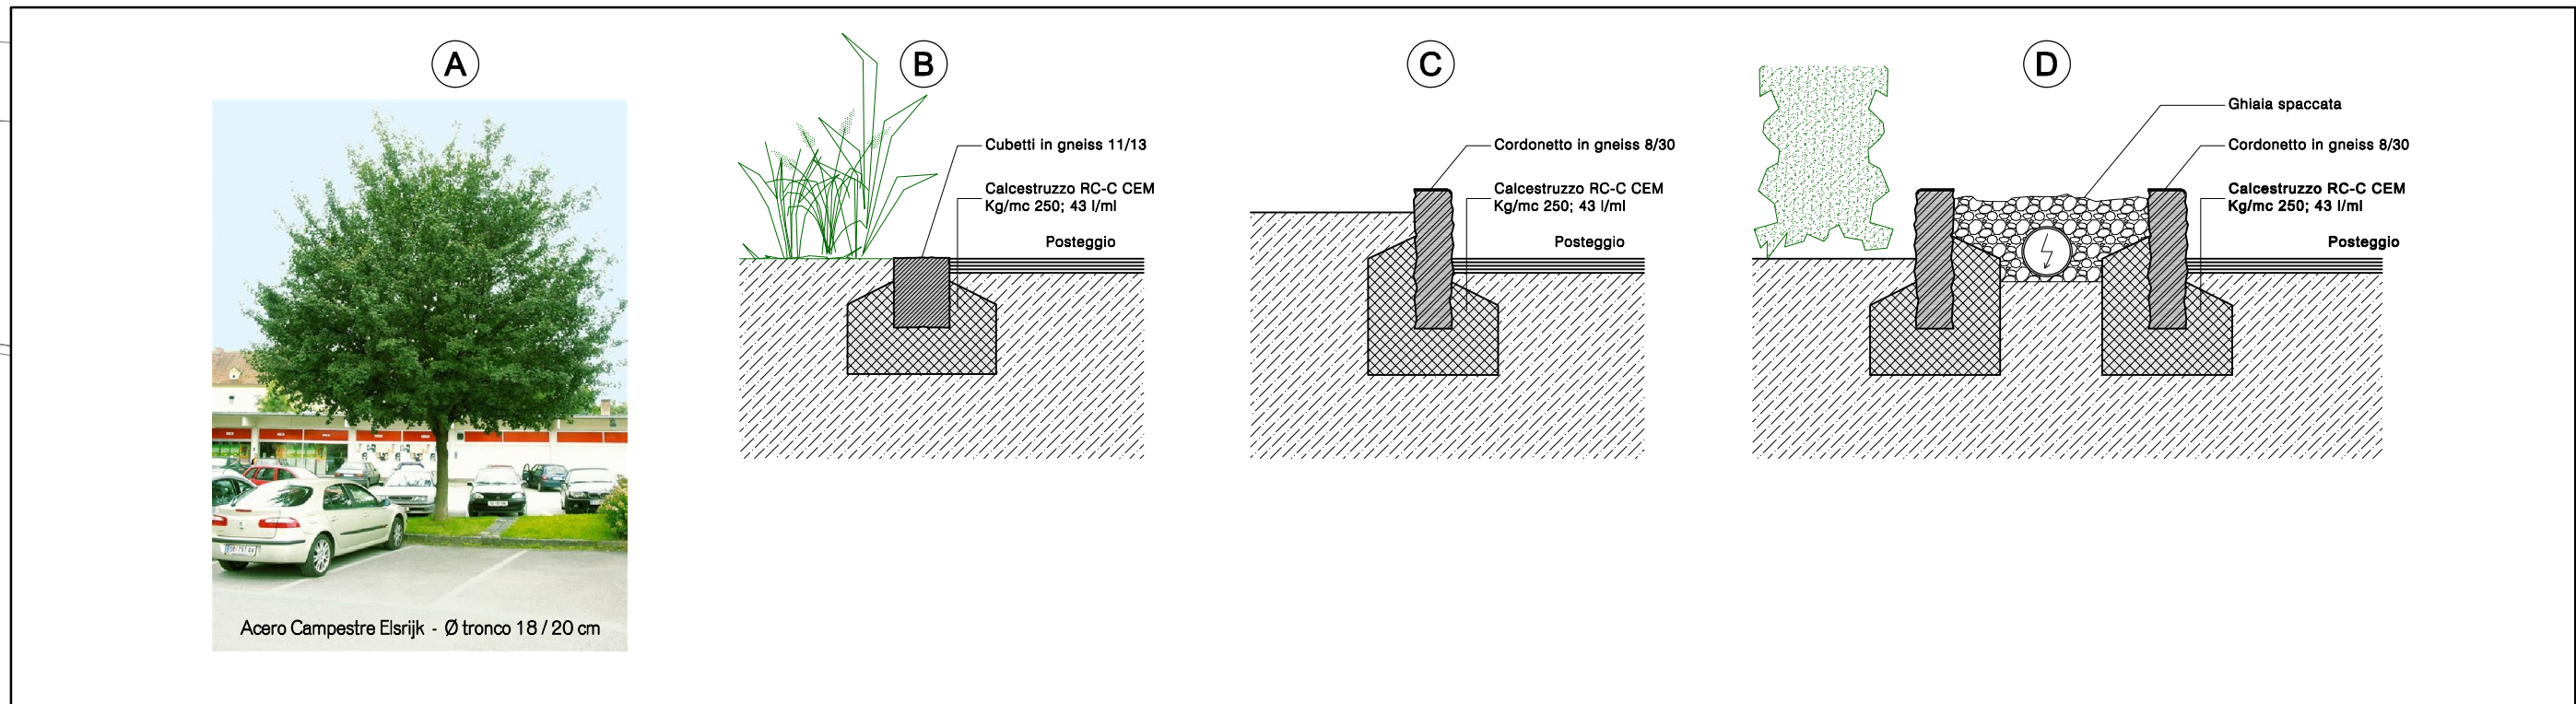 A
B
C
D
Acero Campestre Elsrijk - Ø tronco 18 / 20 cm
Cubetti in gneiss 11/13
Calcestruzzo RC-C CEM
Kg/mc 250; 43 l/ml
Posteggio
Cordonetto in gneiss 8/30
Calcestruzzo RC-C CEM
Kg/mc 250; 43 l/ml
Posteggio
Ghiaia spaccata
Cordonetto in gneiss 8/30
Calcestruzzo RC-C CEM
Kg/mc 250; 43 l/ml
Posteggio